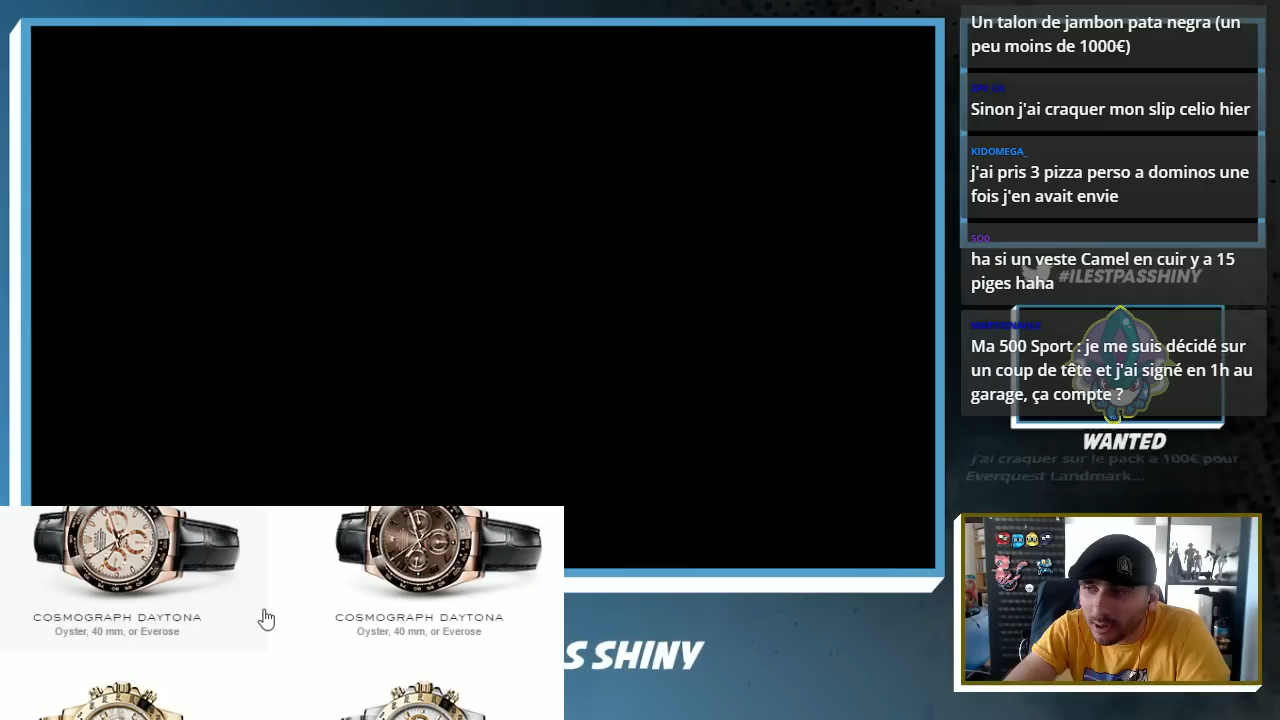 Un talon de jambon pata negra (un
peu moins de 1000€)
Sinon j'ai craquer mon slip celio hier
KIDOMEGA_
j'ai pris 3 pizza perso a dominos une
fois j'en avait envie
ha si un veste Camel en cuir y a 15
piges haha
#ILESTPASSHINY
Ma 500 Sport : je me suis décidé sur
un coup de tête et j'ai signé en 1h au
garage, ça compte ?
WANTED
j'ai craquer sur le pack a 100€ pour
Everquest Landmark...
COSMOGRAPH DAYTONA
Oyster, 40 mm, or Everose
COSMOGRAPH DAYTONA
Oyster, 40 mm, or Everose
S SHINY